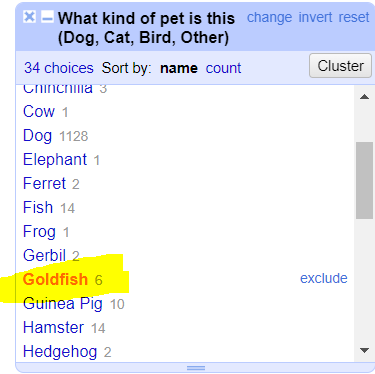 What kind of pet is this (Dog, Cat, Bird, Other) change invert reset
34 choices Sort by: name count Cluster
Chinchilla 3
Cow 1
Dog 1128
Elephant 1
Ferret 2
Fish 14
Frog 1
Gerbil 2
Goldfish 6 exclude
Guinea Pig 10
Hamster 14
Hedgehog 2